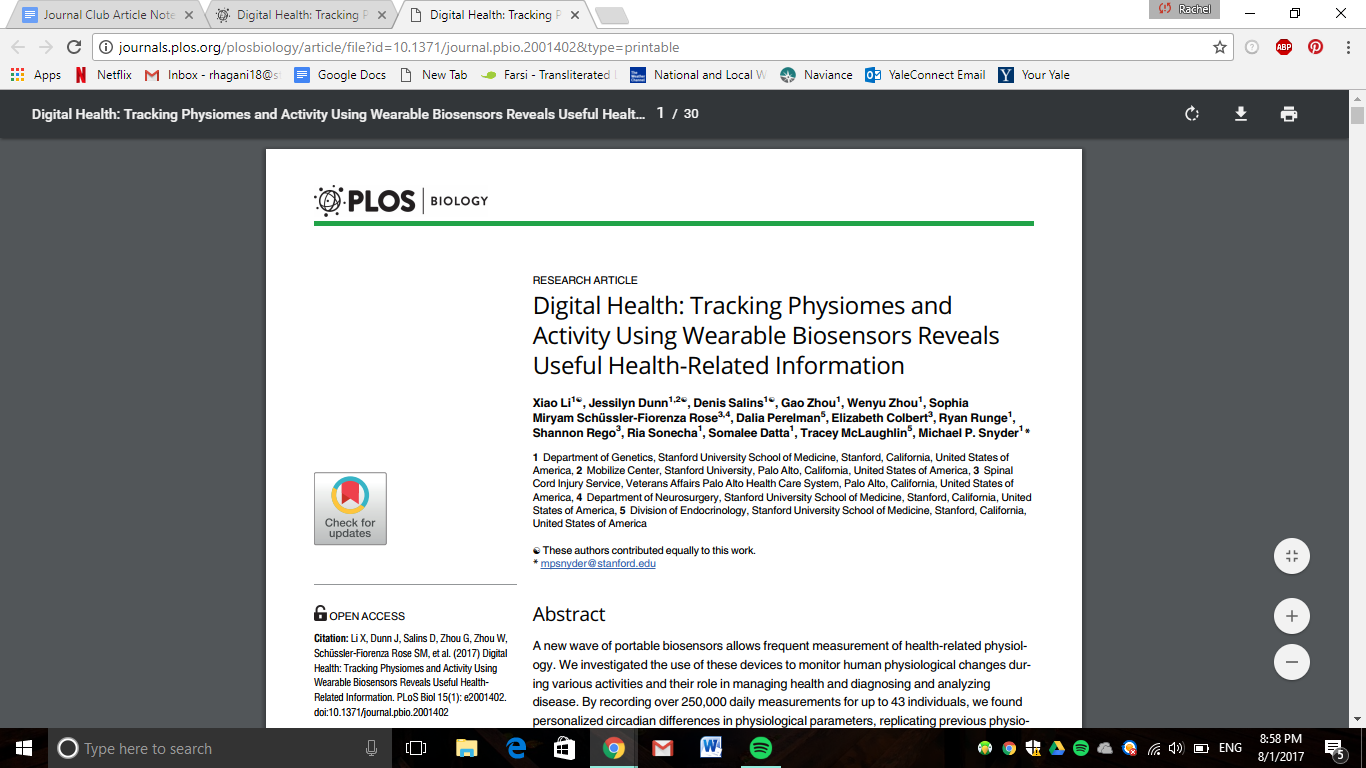 Journal Club Article Note
Digital Health: Tracking P
Digital Health: Tracking P
Rachel
journals.plos.org/plosbiology/article/file?id=10.1371/journal.pbio.2001402&type=printable
ABP
Apps
Netflix
Inbox - rhagani18@s
Google Docs
New Tab
Farsi - Transliterated
National and Local W
Naviance
YaleConnect Email
Your Yale
Digital Health: Tracking Physiomes and Activity Using Wearable Biosensors Reveals Useful Healt...
1 / 30
PLOS BIOLOGY
RESEARCH ARTICLE
Digital Health: Tracking Physiomes and
Activity Using Wearable Biosensors Reveals
Useful Health-Related Information
Xiao Li1☯, Jessilyn Dunn1,2☯, Denis Salins1☯, Gao Zhou1, Wenyu Zhou1, Sophia
Miryam Schüssler-Fiorenza Rose3,4, Dalia Perelman5, Elizabeth Colbert3, Ryan Runge1,
Shannon Rego3, Ria Sonecha1, Somalee Datta1, Tracey McLaughlin5, Michael P. Snyder1*
1 Department of Genetics, Stanford University School of Medicine, Stanford, California, United States of
America, 2 Mobilize Center, Stanford University, Palo Alto, California, United States of America, 3 Spinal
Cord Injury Service, Veterans Affairs Palo Alto Health Care System, Palo Alto, California, United States of
America, 4 Department of Neurosurgery, Stanford University School of Medicine, Stanford, California, United
States of America, 5 Division of Endocrinology, Stanford University School of Medicine, Stanford, California,
United States of America
☯ These authors contributed equally to this work.
* mpsnyder@stanford.edu
Check for
updates
OPEN ACCESS
Citation: Li X, Dunn J, Salins D, Zhou G, Zhou W,
Schüssler-Fiorenza Rose SM, et al. (2017) Digital
Health: Tracking Physiomes and Activity Using
Wearable Biosensors Reveals Useful Health-
Related Information. PLoS Biol 15(1): e2001402.
doi:10.1371/journal.pbio.2001402
Abstract
A new wave of portable biosensors allows frequent measurement of health-related physiol-
ogy. We investigated the use of these devices to monitor human physiological changes dur-
ing various activities and their role in managing health and diagnosing and analyzing
disease. By recording over 250,000 daily measurements for up to 43 individuals, we found
personalized circadian differences in physiological parameters, replicating previous physio-
Type here to search
ENG
8:58 PM
8/1/2017
5